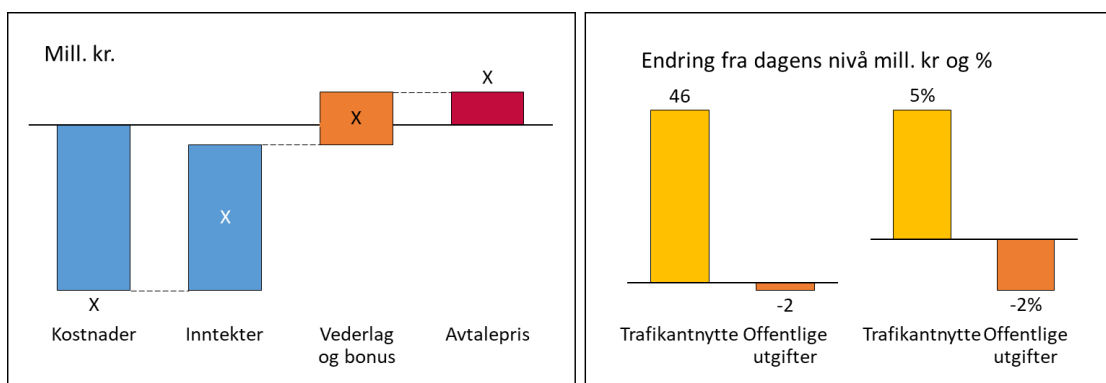 Mill. kr.
X
X
X
X
Kostnader
Inntekter
Vederlag
og bonus
Avtalepris
Endring fra dagens nivå mill. kr og %
46
-2
Trafikantnytte
Offentlige
utgifter
5%
-2%
Trafikantnytte
Offentlige
utgifter